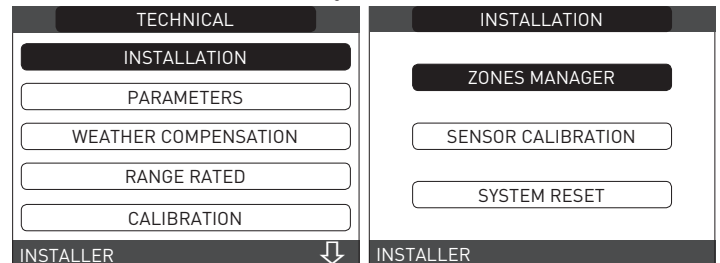 TECHNICAL
INSTALLATION
PARAMETERS
WEATHER COMPENSATION
RANGE RATED
CALIBRATION
INSTALLER
INSTALLATION
ZONES MANAGER
SENSOR CALIBRATION
SYSTEM RESET
INSTALLER